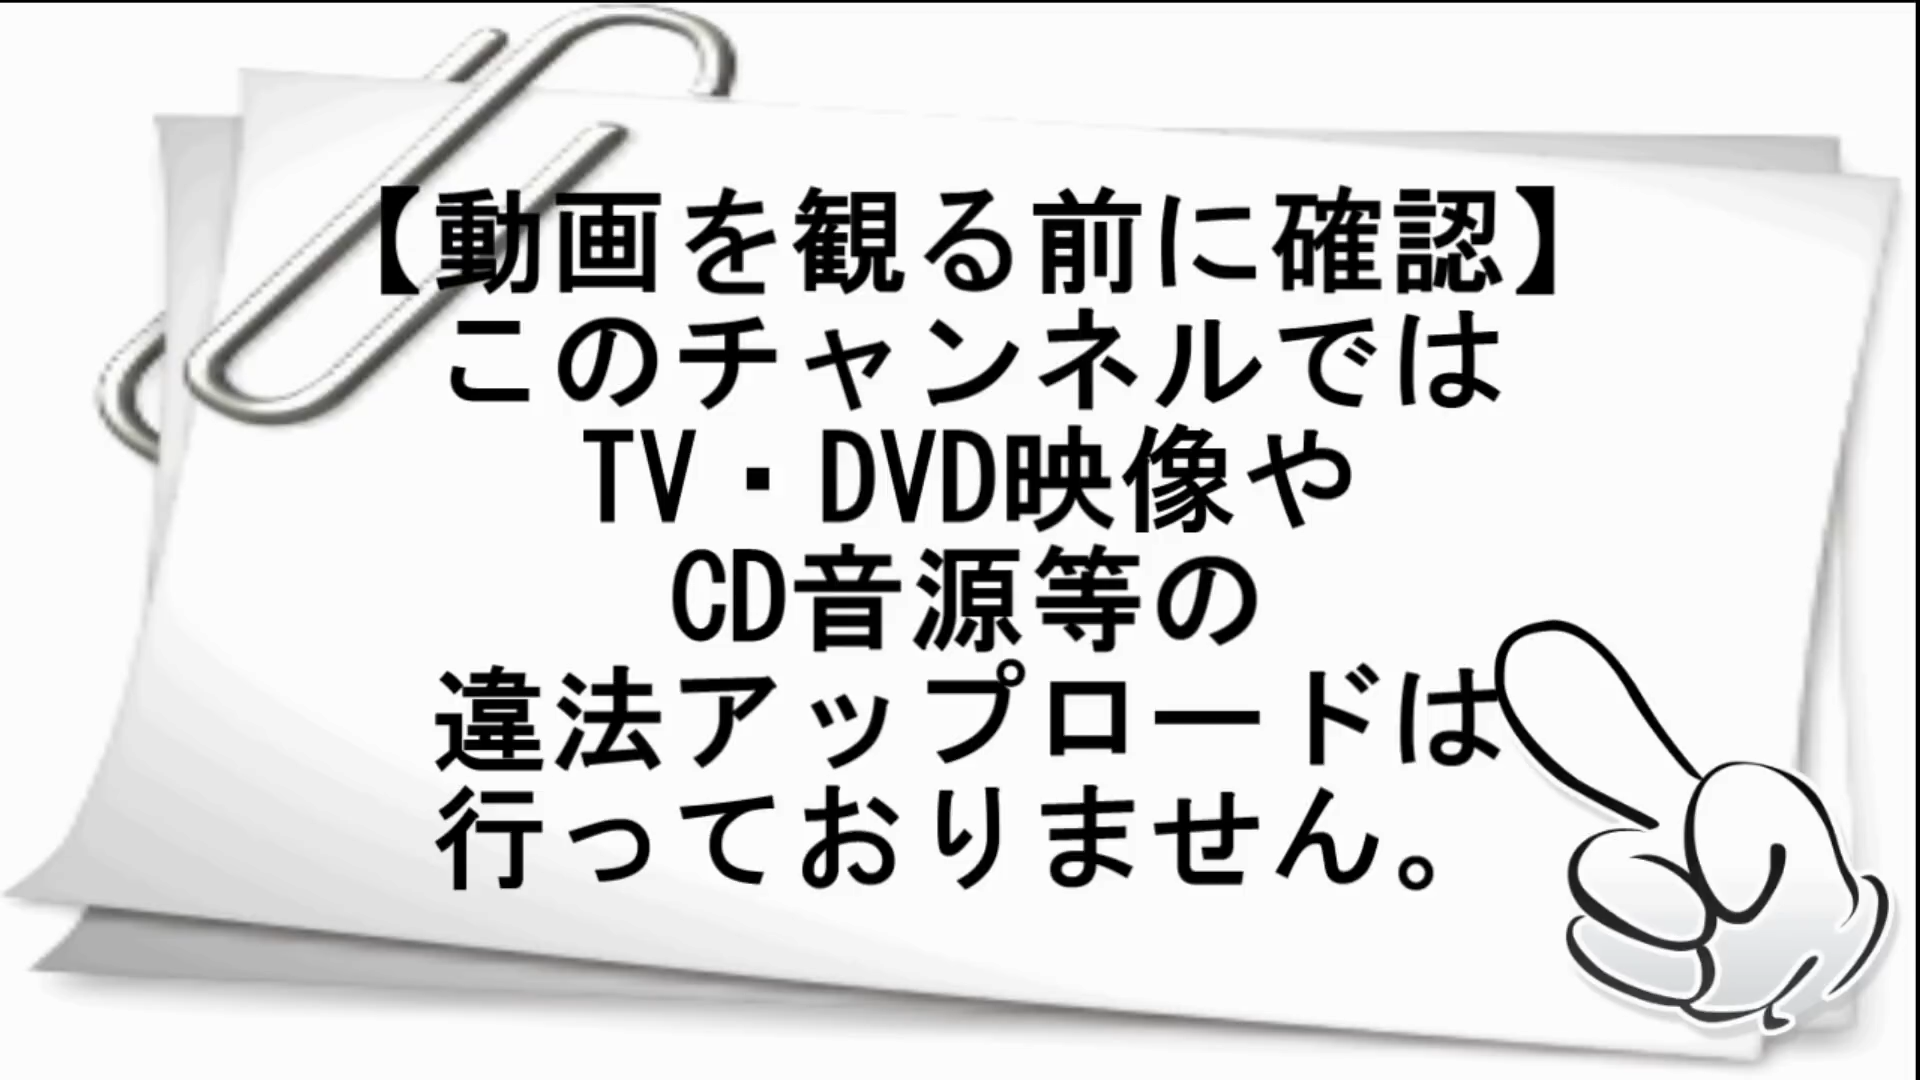 【動画を観る前に確認】
このチャンネルでは
TV・DVD映像や
CD音源等の
違法アップロードは
行っておりません。